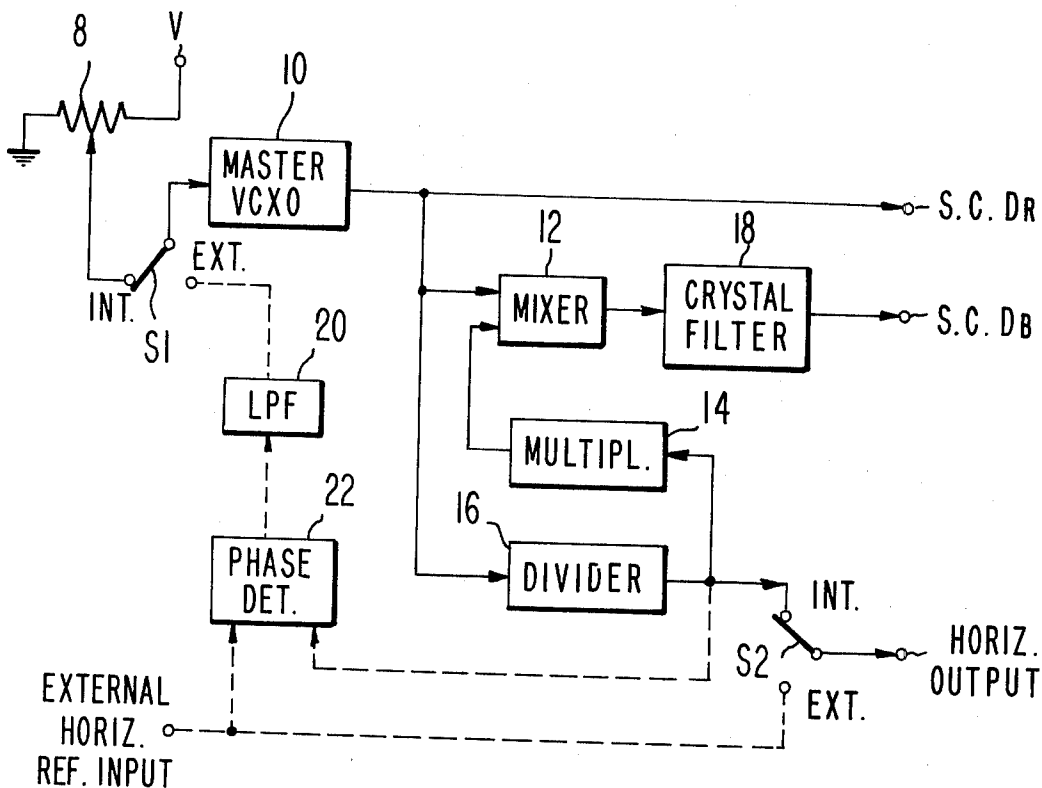 8
V
10
MASTER
VCXO
S.C. DR
12
18
EXT.
MIXER
CRYSTAL
FILTER
S.C. DB
INT.
S1
20
LPF
14
MULTIPL.
22
16
PHASE
DET.
DIVIDER
INT.
S2
HORIZ.
OUTPUT
EXT.
EXTERNAL
HORIZ.
REF. INPUT